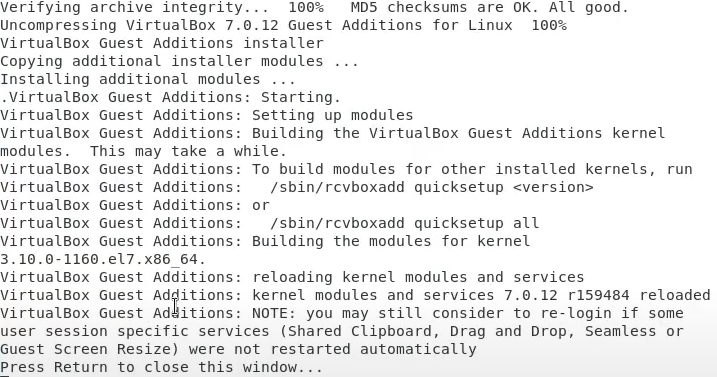 Verifying archive integrity...  100%   MD5 checksums are OK. All good.
Uncompressing VirtualBox 7.0.12 Guest Additions for Linux  100%
VirtualBox Guest Additions installer
Copying additional installer modules ...
Installing additional modules ...
.VirtualBox Guest Additions: Starting.
VirtualBox Guest Additions: Setting up modules
VirtualBox Guest Additions: Building the VirtualBox Guest Additions kernel
modules.  This may take a while.
VirtualBox Guest Additions: To build modules for other installed kernels, run
VirtualBox Guest Additions:   /sbin/rcvboxadd quicksetup <version>
VirtualBox Guest Additions: or
VirtualBox Guest Additions:   /sbin/rcvboxadd quicksetup all
VirtualBox Guest Additions: Building the modules for kernel
3.10.0-1160.el7.x86_64.
VirtualBox Guest Additions: reloading kernel modules and services
VirtualBox Guest Additions: kernel modules and services 7.0.12 r159484 reloaded
VirtualBox Guest Additions: NOTE: you may still consider to re-login if some
user session specific services (Shared Clipboard, Drag and Drop, Seamless or
Guest Screen Resize) were not restarted automatically
Press Return to close this window...